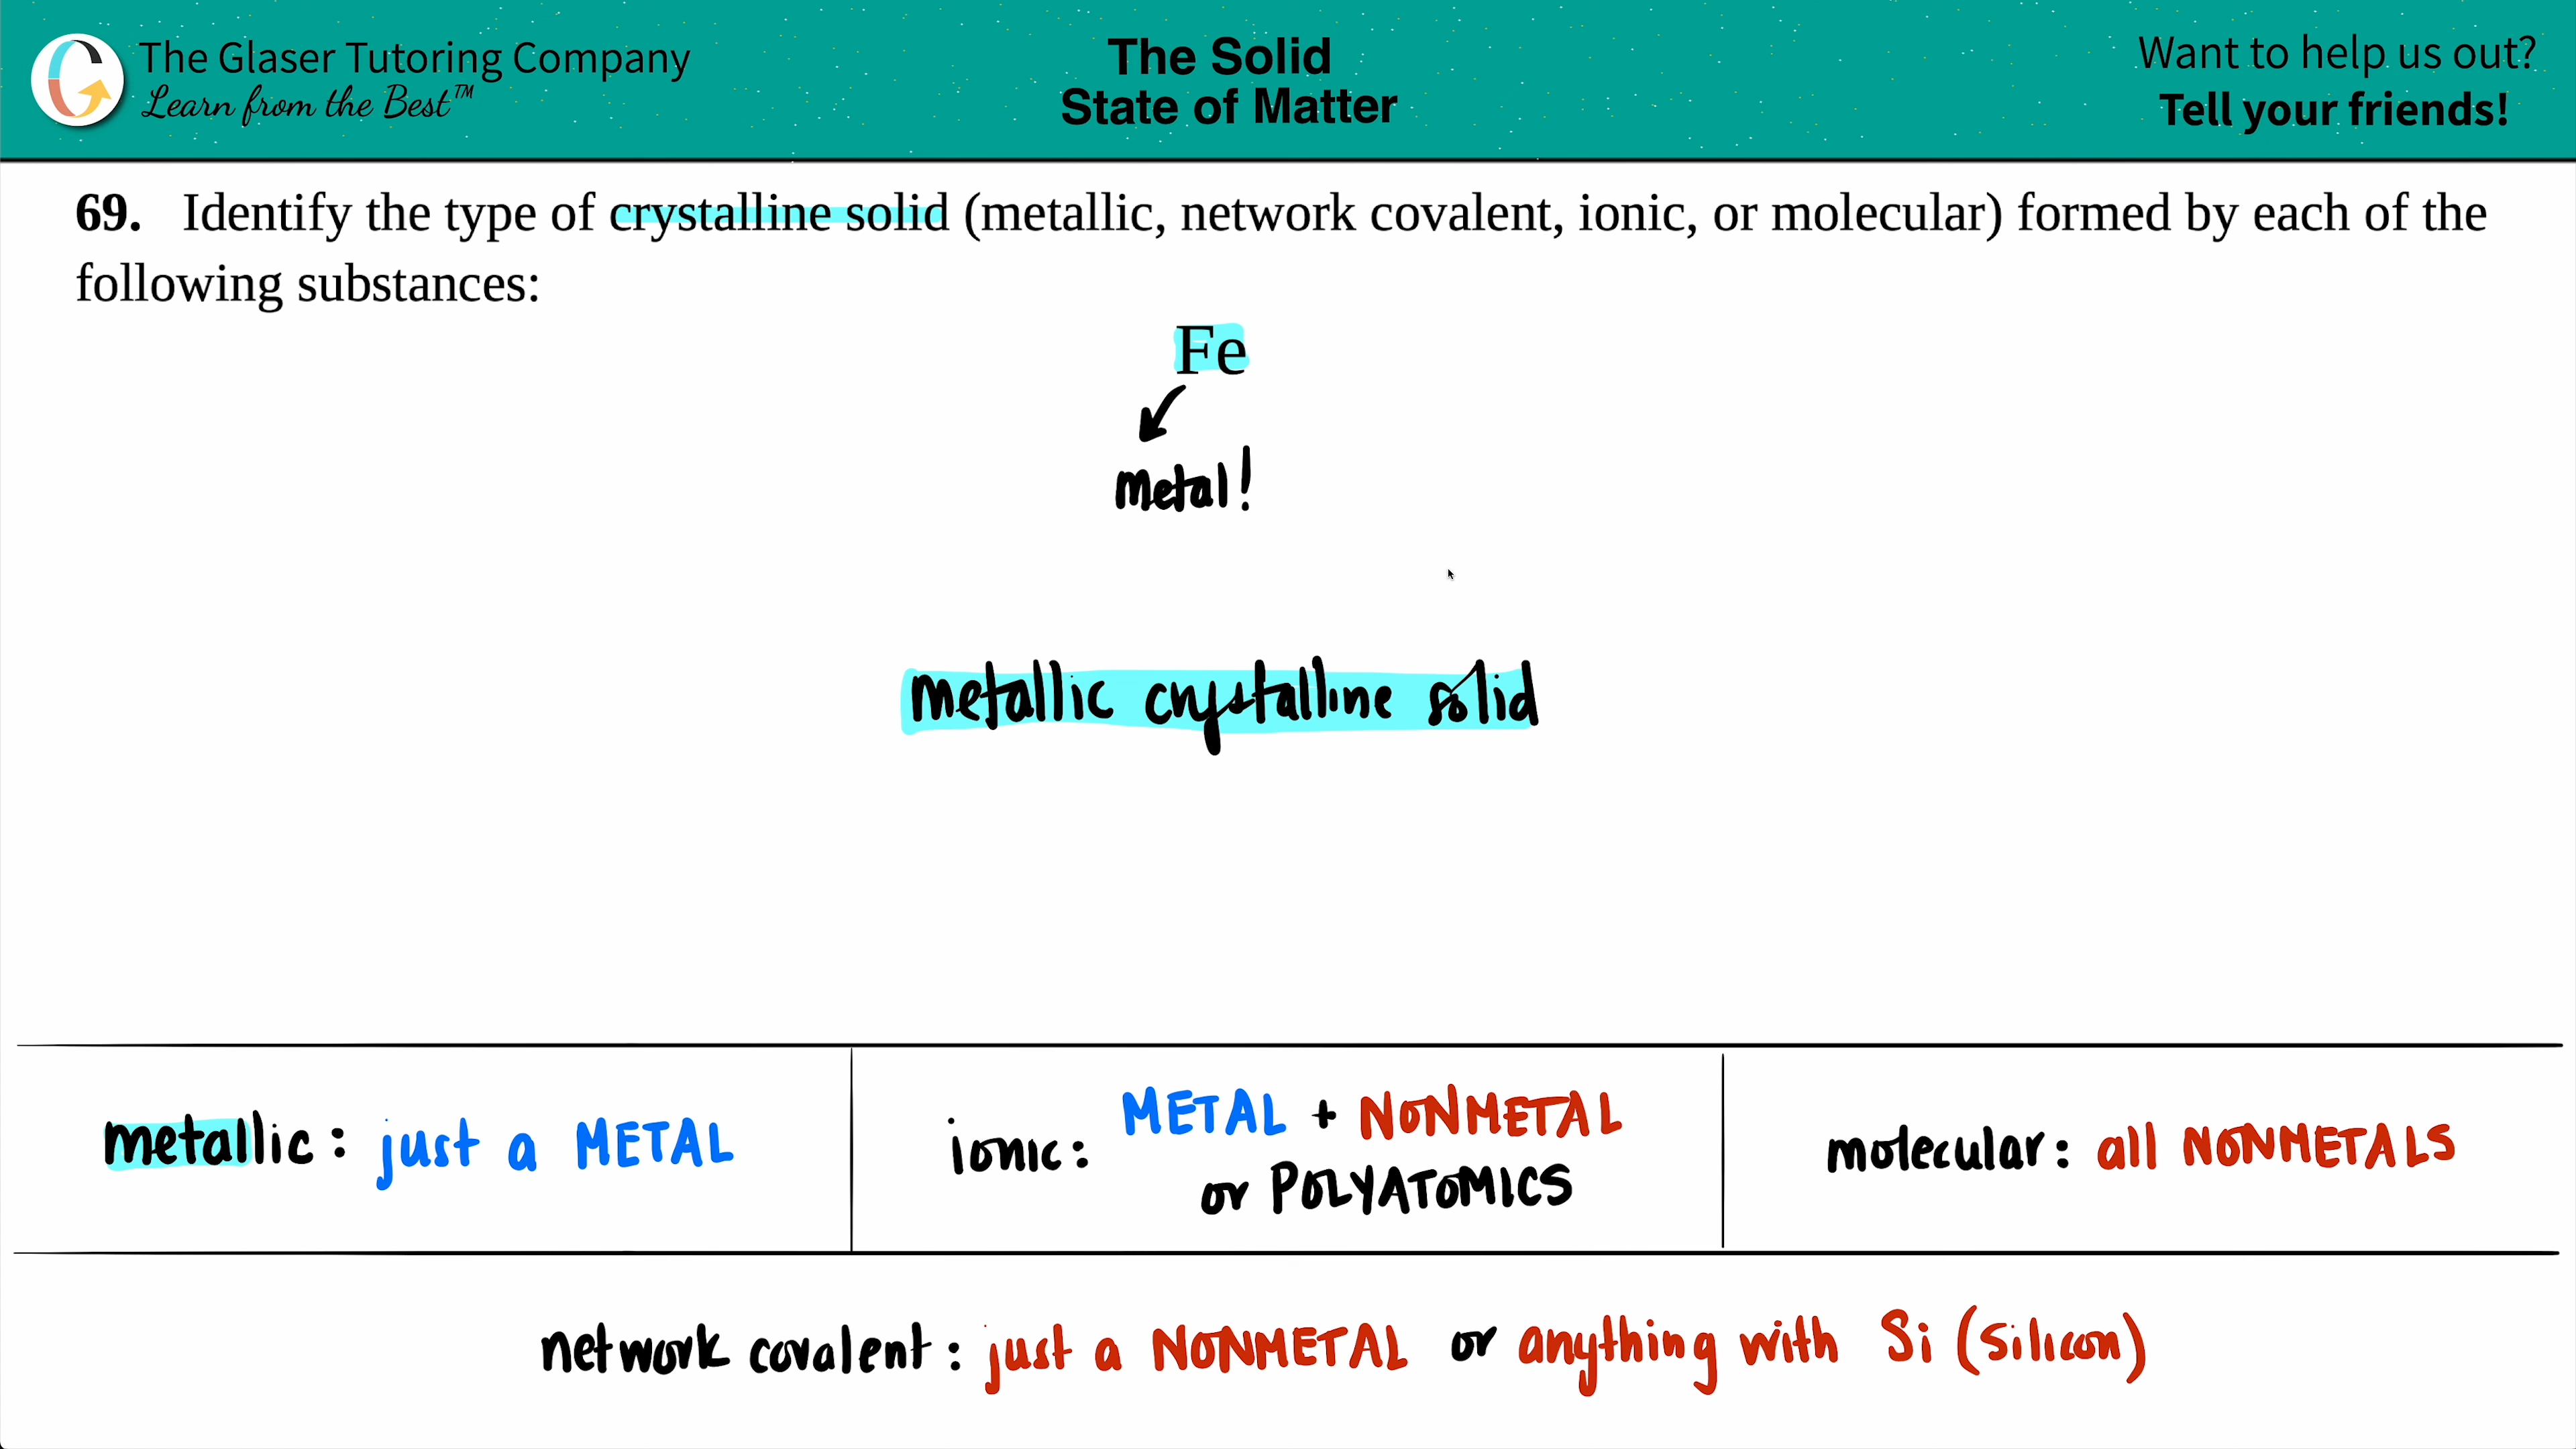 The Glaser Tutoring Company
Learn from the Best™
The Solid
State of Matter
Want to help us out?
Tell your friends!
69. Identify the type of crystalline solid (metallic, network covalent, ionic, or molecular) formed by each of the
following substances:
Fe
metal!
metallic crystalline solid
metallic: just a METAL
ionic: METAL + NONMETAL
or POLYATOMICS
molecular: all NONMETALS
network covalent: just a NONMETAL or anything with Si (silicon)